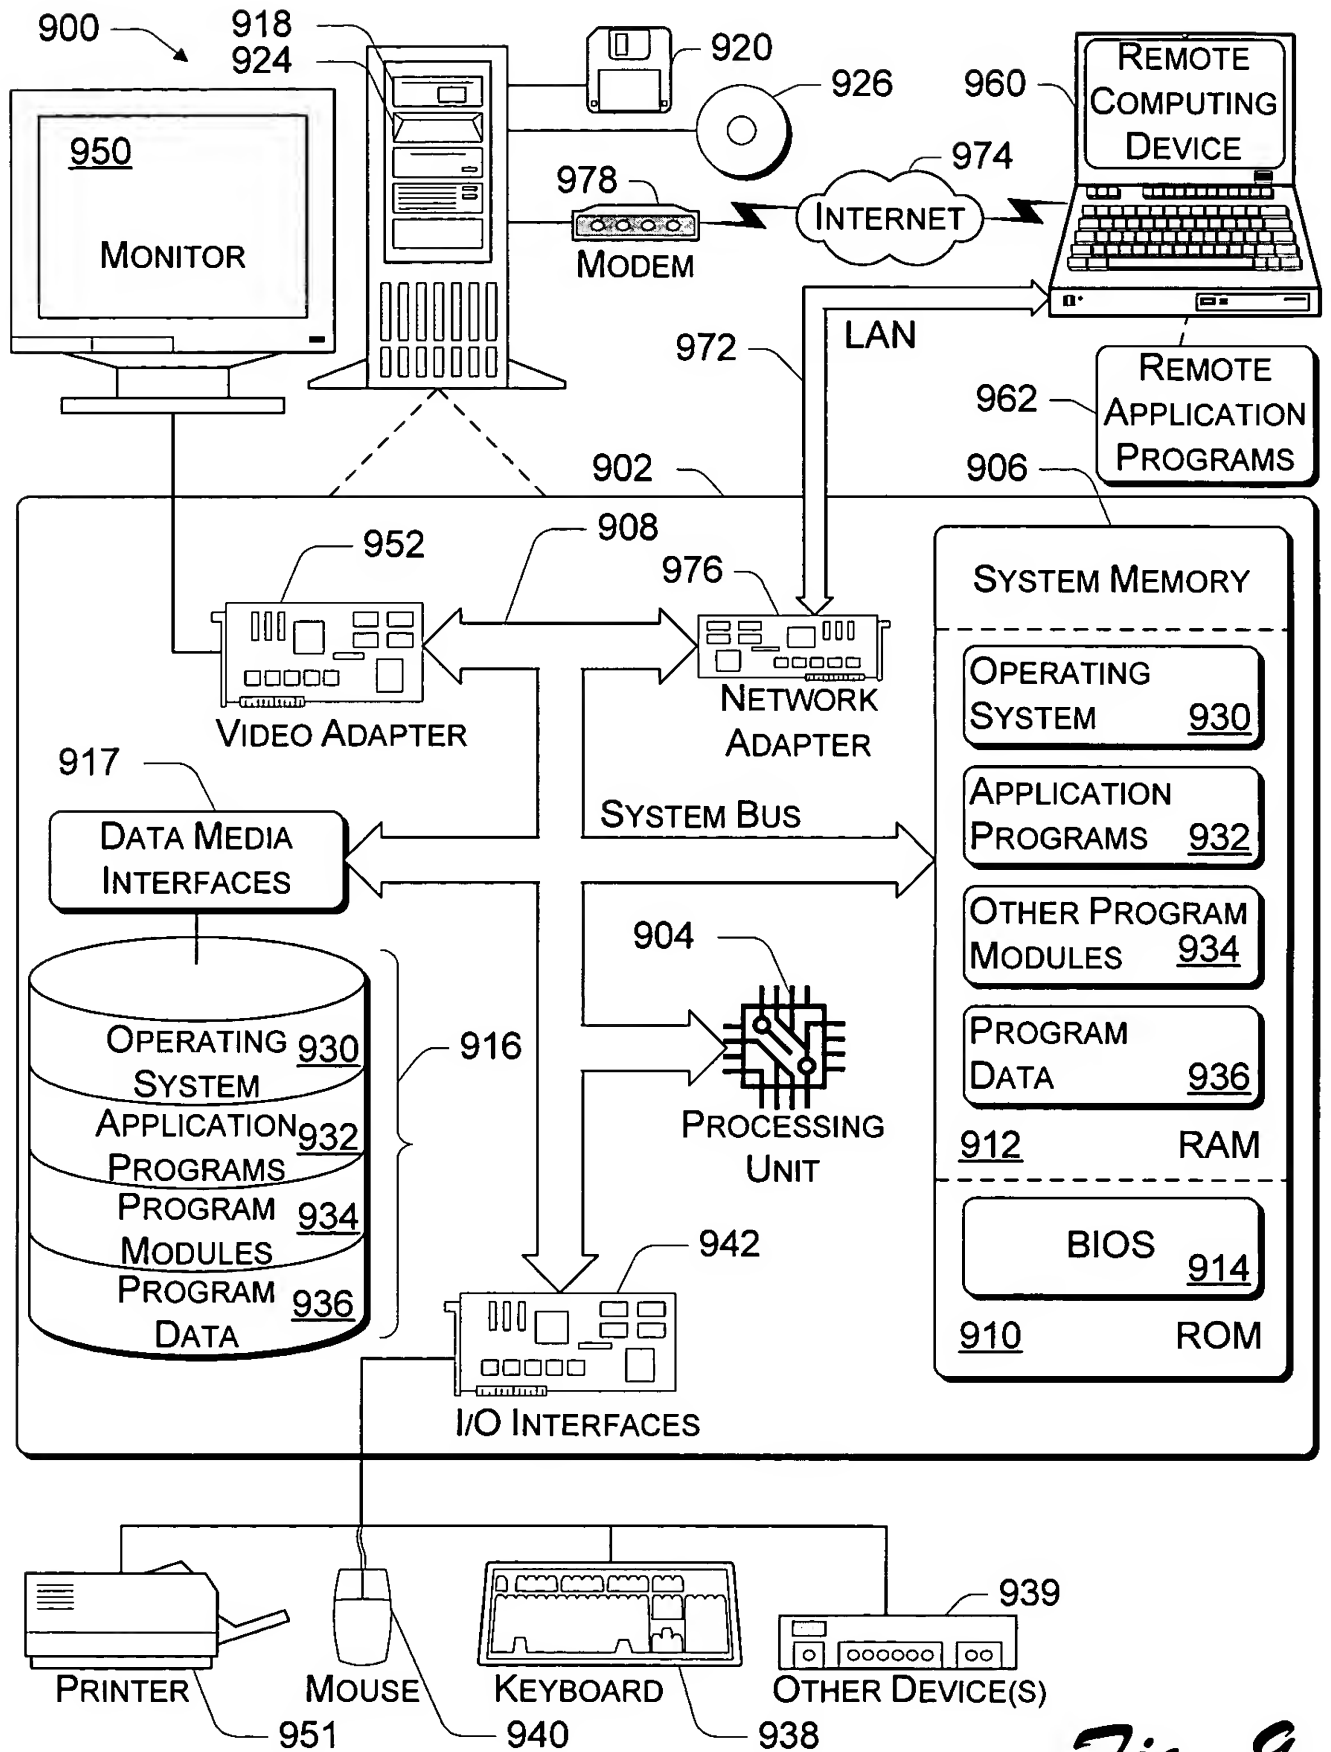 900
918
924
920
926
960
REMOTE
COMPUTING
DEVICE
950
MONITOR
978
MODEM
974
INTERNET
972
LAN
962
REMOTE
APPLICATION
PROGRAMS
902
906
908
952
976
VIDEO ADAPTER
NETWORK
ADAPTER
SYSTEM MEMORY
OPERATING
SYSTEM 930
APPLICATION
PROGRAMS 932
OTHER PROGRAM
MODULES 934
PROGRAM
DATA 936
912 RAM
BIOS
914
910 ROM
917
DATA MEDIA
INTERFACES
SYSTEM BUS
904
PROCESSING
UNIT
OPERATING 930
SYSTEM
APPLICATION 932
PROGRAMS
PROGRAM 934
MODULES
PROGRAM 936
DATA
916
942
I/O INTERFACES
PRINTER
951
MOUSE
940
KEYBOARD
938
939
OTHER DEVICE(S)
Fig. 9